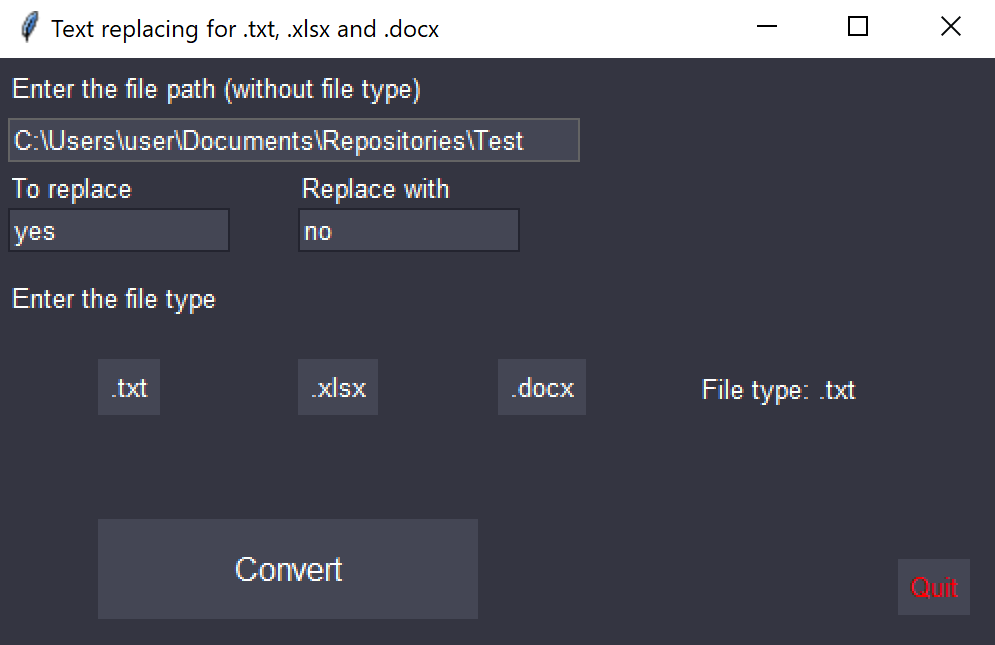 Text replacing for .txt, .xlsx and .docx
Enter the file path (without file type)
C:\Users\user\Documents\Repositories\Test
To replace Replace with
yes no
Enter the file type
.txt .xlsx .docx File type: .txt
Convert
Quit